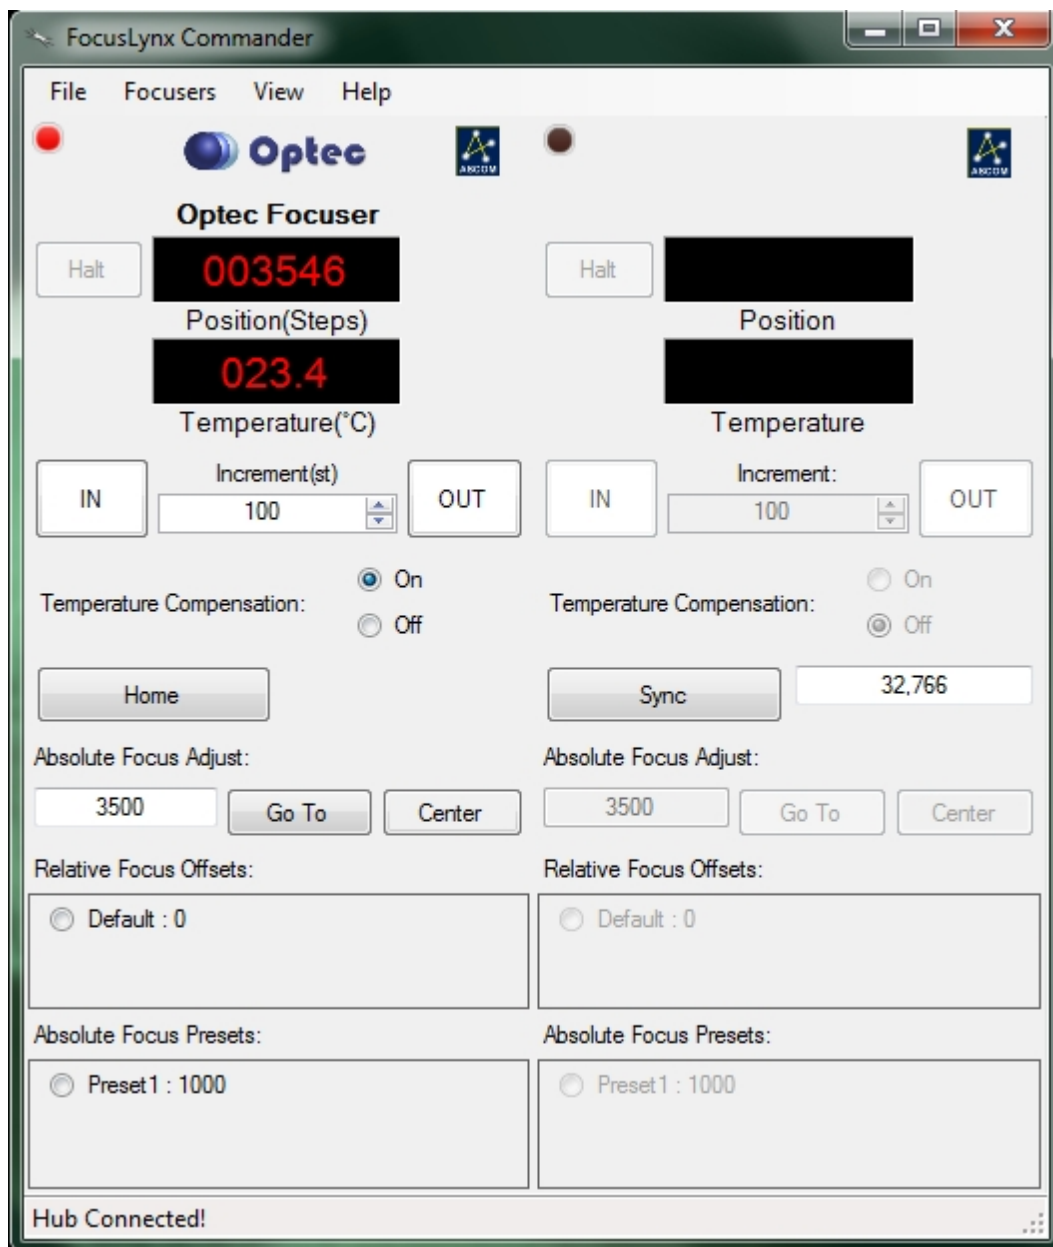 FocusLynx Commander
File Focusers View Help
Optec ASCOM ASCOM
Optec Focuser
Halt 003546 Halt
Position(Steps) Position
023.4
Temperature(°C) Temperature
Increment(st) Increment:
IN 100 OUT IN 100 OUT
On On
Temperature Compensation: Temperature Compensation:
Off Off
Home Sync 32,766
Absolute Focus Adjust: Absolute Focus Adjust:
3500 Go To Center 3500 Go To Center
Relative Focus Offsets: Relative Focus Offsets:
Default : 0 Default : 0
Absolute Focus Presets: Absolute Focus Presets:
Preset1 : 1000 Preset1 : 1000
Hub Connected!